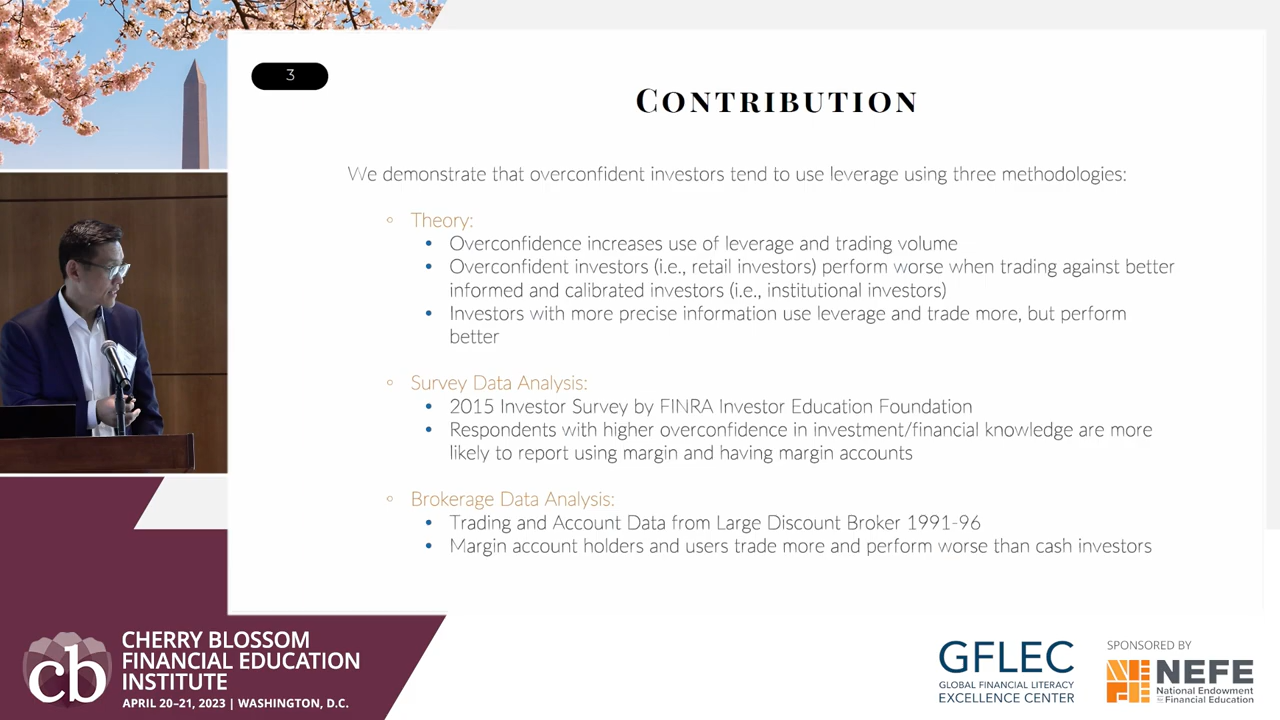 3
CONTRIBUTION
We demonstrate that overconfident investors tend to use leverage using three methodologies:
◦ Theory:
• Overconfidence increases use of leverage and trading volume
• Overconfident investors (i.e., retail investors) perform worse when trading against better
informed and calibrated investors (i.e., institutional investors)
• Investors with more precise information use leverage and trade more, but perform
better
◦ Survey Data Analysis:
• 2015 Investor Survey by FINRA Investor Education Foundation
• Respondents with higher overconfidence in investment/financial knowledge are more
likely to report using margin and having margin accounts
◦ Brokerage Data Analysis:
• Trading and Account Data from Large Discount Broker 1991-96
• Margin account holders and users trade more and perform worse than cash investors
cb
CHERRY BLOSSOM
FINANCIAL EDUCATION
INSTITUTE
APRIL 20–21, 2023 | WASHINGTON, D.C.
GFLEC
GLOBAL FINANCIAL LITERACY
EXCELLENCE CENTER
SPONSORED BY
NEFE
National Endowment
for Financial Education